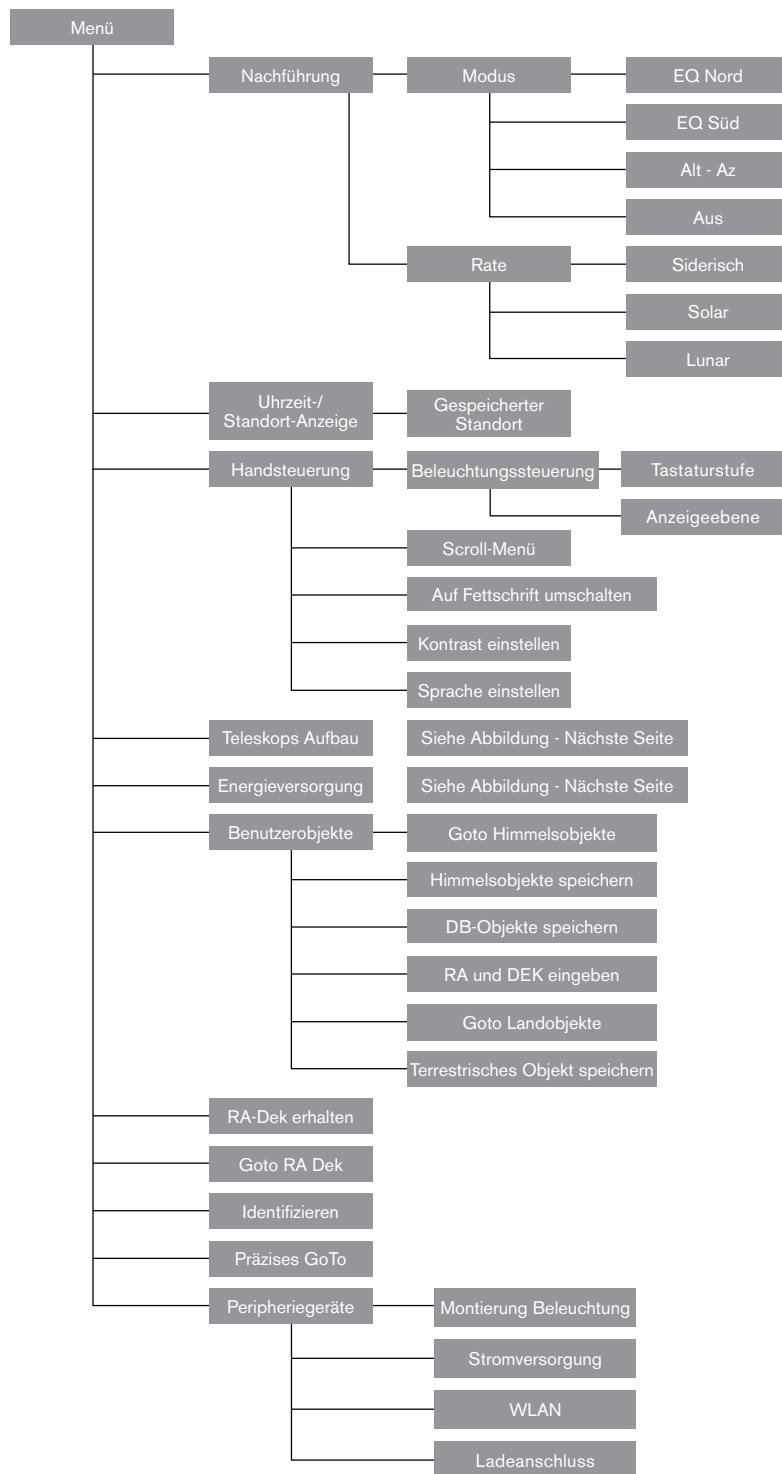 Menü
Nachführung
Modus
EQ Nord
EQ Süd
Alt - Az
Aus
Rate
Siderisch
Solar
Lunar
Uhrzeit-/
Standort-Anzeige
Gespeicherter
Standort
Handsteuerung
Beleuchtungssteuerung
Tastaturstufe
Anzeigeebene
Scroll-Menü
Auf Fettschrift umschalten
Kontrast einstellen
Sprache einstellen
Teleskops Aufbau
Siehe Abbildung - Nächste Seite
Energieversorgung
Siehe Abbildung - Nächste Seite
Benutzerobjekte
Goto Himmelsobjekte
Himmelsobjekte speichern
DB-Objekte speichern
RA und DEK eingeben
Goto Landobjekte
Terrestrisches Objekt speichern
RA-Dek erhalten
Goto RA Dek
Identifizieren
Präzises GoTo
Peripheriegeräte
Montierung Beleuchtung
Stromversorgung
WLAN
Ladeanschluss